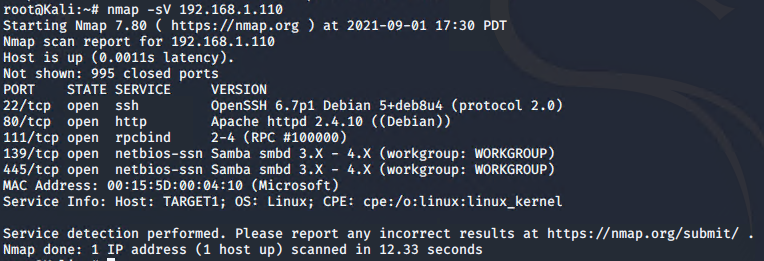 root@Kali:~# nmap -sV 192.168.1.110
Starting Nmap 7.80 ( https://nmap.org ) at 2021-09-01 17:30 PDT
Nmap scan report for 192.168.1.110
Host is up (0.0011s latency).
Not shown: 995 closed ports
PORT    STATE SERVICE     VERSION
22/tcp  open  ssh         OpenSSH 6.7p1 Debian 5+deb8u4 (protocol 2.0)
80/tcp  open  http        Apache httpd 2.4.10 ((Debian))
111/tcp open  rpcbind     2-4 (RPC #100000)
139/tcp open  netbios-ssn Samba smbd 3.X - 4.X (workgroup: WORKGROUP)
445/tcp open  netbios-ssn Samba smbd 3.X - 4.X (workgroup: WORKGROUP)
MAC Address: 00:15:5D:00:04:10 (Microsoft)
Service Info: Host: TARGET1; OS: Linux; CPE: cpe:/o:linux:linux_kernel
Service detection performed. Please report any incorrect results at https://nmap.org/submit/ .
Nmap done: 1 IP address (1 host up) scanned in 12.33 seconds